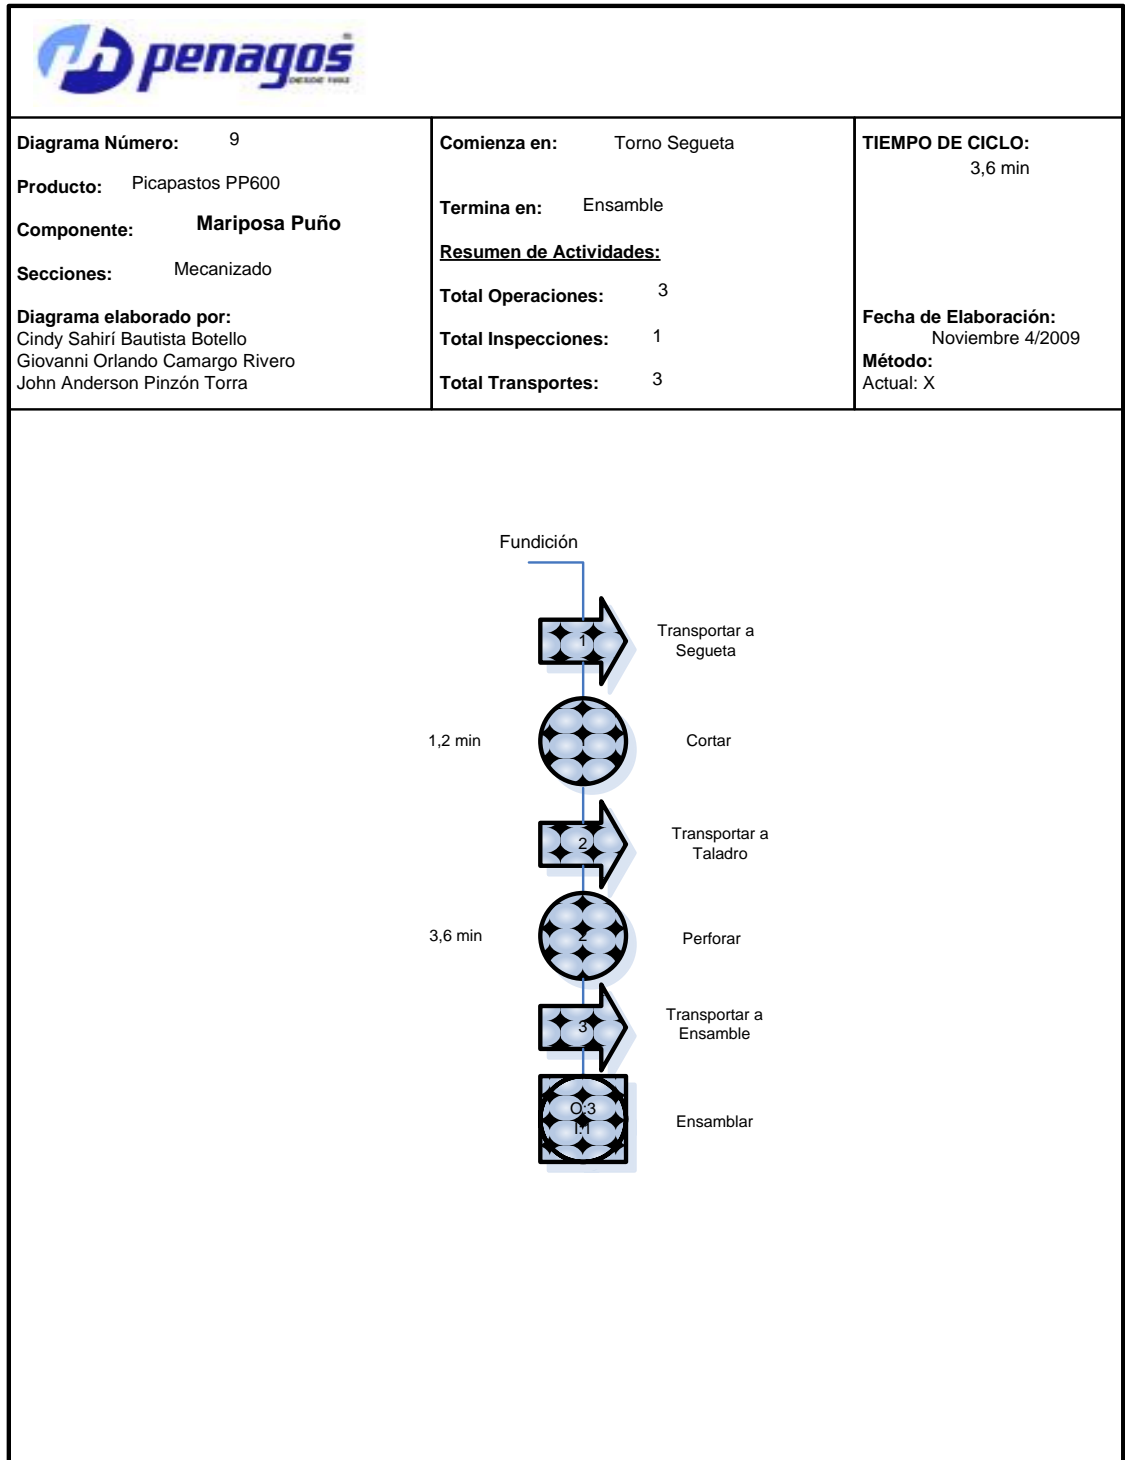 penagos
DESDE 1892
Diagrama Número: 9
Producto: Picapastos PP600
Componente: Mariposa Puño
Secciones: Mecanizado
Diagrama elaborado por:
Cindy Sahirí Bautista Botello
Giovanni Orlando Camargo Rivero
John Anderson Pinzón Torra
Comienza en: Torno Segueta
Termina en: Ensamble
Resumen de Actividades:
Total Operaciones: 3
Total Inspecciones: 1
Total Transportes: 3
TIEMPO DE CICLO:
3,6 min
Fecha de Elaboración:
Noviembre 4/2009
Método:
Actual: X
Fundición
1
Transportar a
Segueta
1,2 min
1
Cortar
2
Transportar a
Taladro
3,6 min
2
Perforar
3
Transportar a
Ensamble
O:3
I:1
Ensamblar